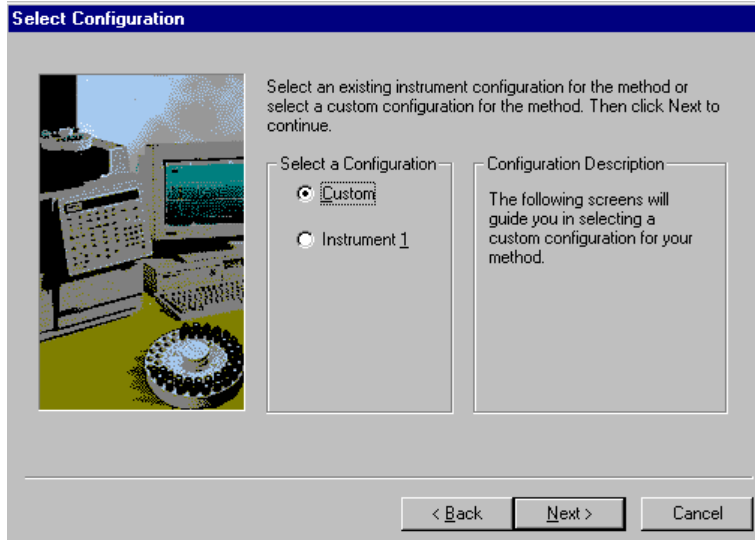 Select Configuration
Select an existing instrument configuration for the method or
select a custom configuration for the method. Then click Next to
continue.
Select a Configuration
Custom
Instrument 1
Configuration Description
The following screens will
guide you in selecting a
custom configuration for your
method.
< Back
Next >
Cancel